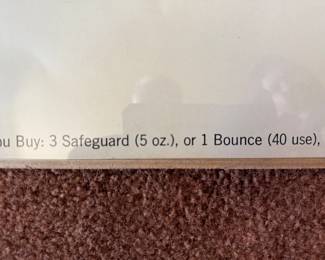 ou Buy: 3 Safeguard (5 oz.), or 1 Bounce (40 use),